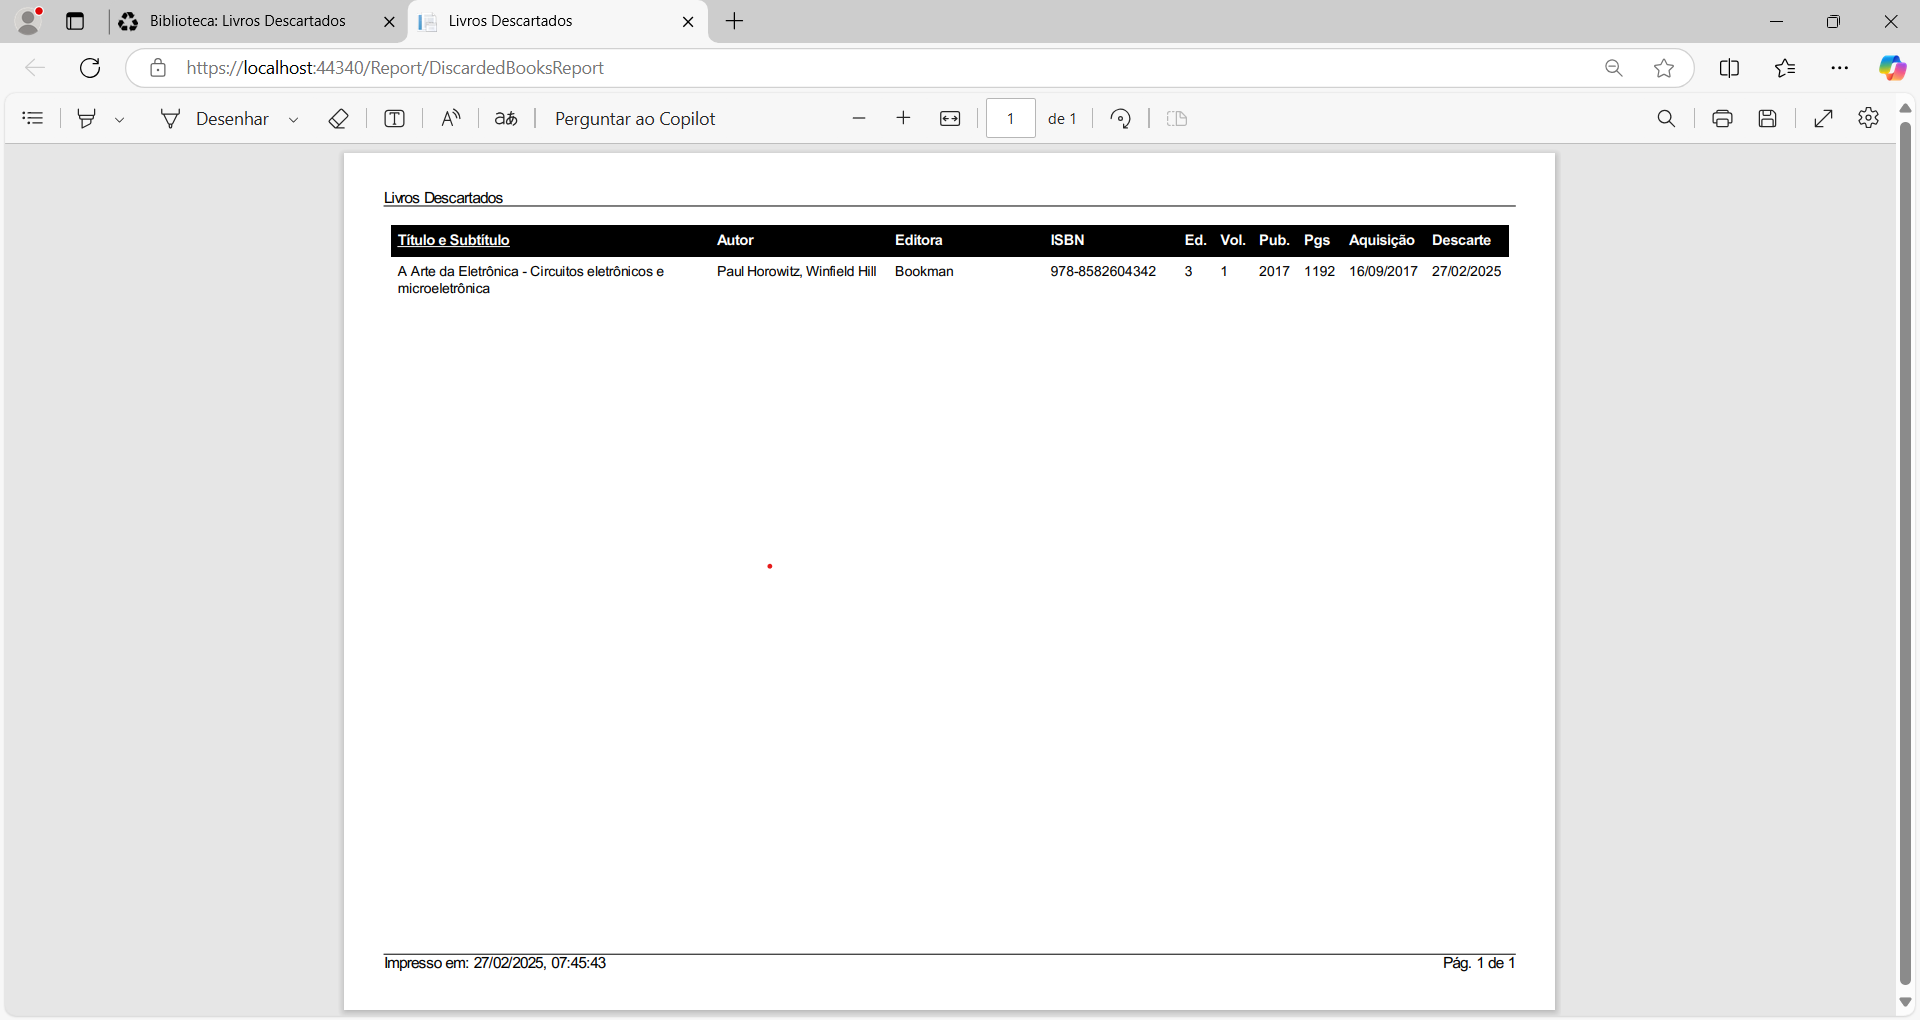 Biblioteca: Livros Descartados
Livros Descartados
https://localhost:44340/Report/DiscardedBooksReport
Desenhar
T
A
aあ
Perguntar ao Copilot
1
de 1
Livros Descartados
Título e Subtítulo Autor Editora ISBN Ed. Vol. Pub. Pgs Aquisição Descarte
A Arte da Eletrônica - Circuitos eletrônicos e Paul Horowitz, Winfield Hill Bookman 978-8582604342 3 1 2017 1192 16/09/2017 27/02/2025
microeletrônica
Impresso em: 27/02/2025, 07:45:43
Pág. 1 de 1